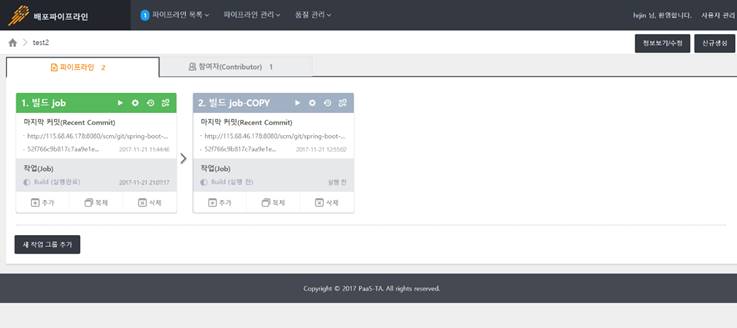 배포파이프라인
1 파이프라인 목록 파이프라인 관리 품질 관리
hrjin 님, 환영합니다. 사용자 관리
test2
정보보기/수정 신규생성
파이프라인 2
참여자(Contributor) 1
1. 빌드 Job
마지막 커밋(Recent Commit)
- http://115.68.46.178:8080/scm/git/spring-boot-...
- 52f766c9b817c7aa9e1e... 2017-11-21 11:44:46
작업(Job)
Build (실행완료) 2017-11-21 21:07:17
추가 복제 삭제
2. 빌드 job-COPY
마지막 커밋(Recent Commit)
- http://115.68.46.178:8080/scm/git/spring-boot-...
- 52f766c9b817c7aa9e1e... 2017-11-21 12:55:02
작업(Job)
Build (실행 전) 실행 전
추가 복제 삭제
새 작업 그룹 추가
Copyright © 2017 PaaS-TA. All rights reserved.